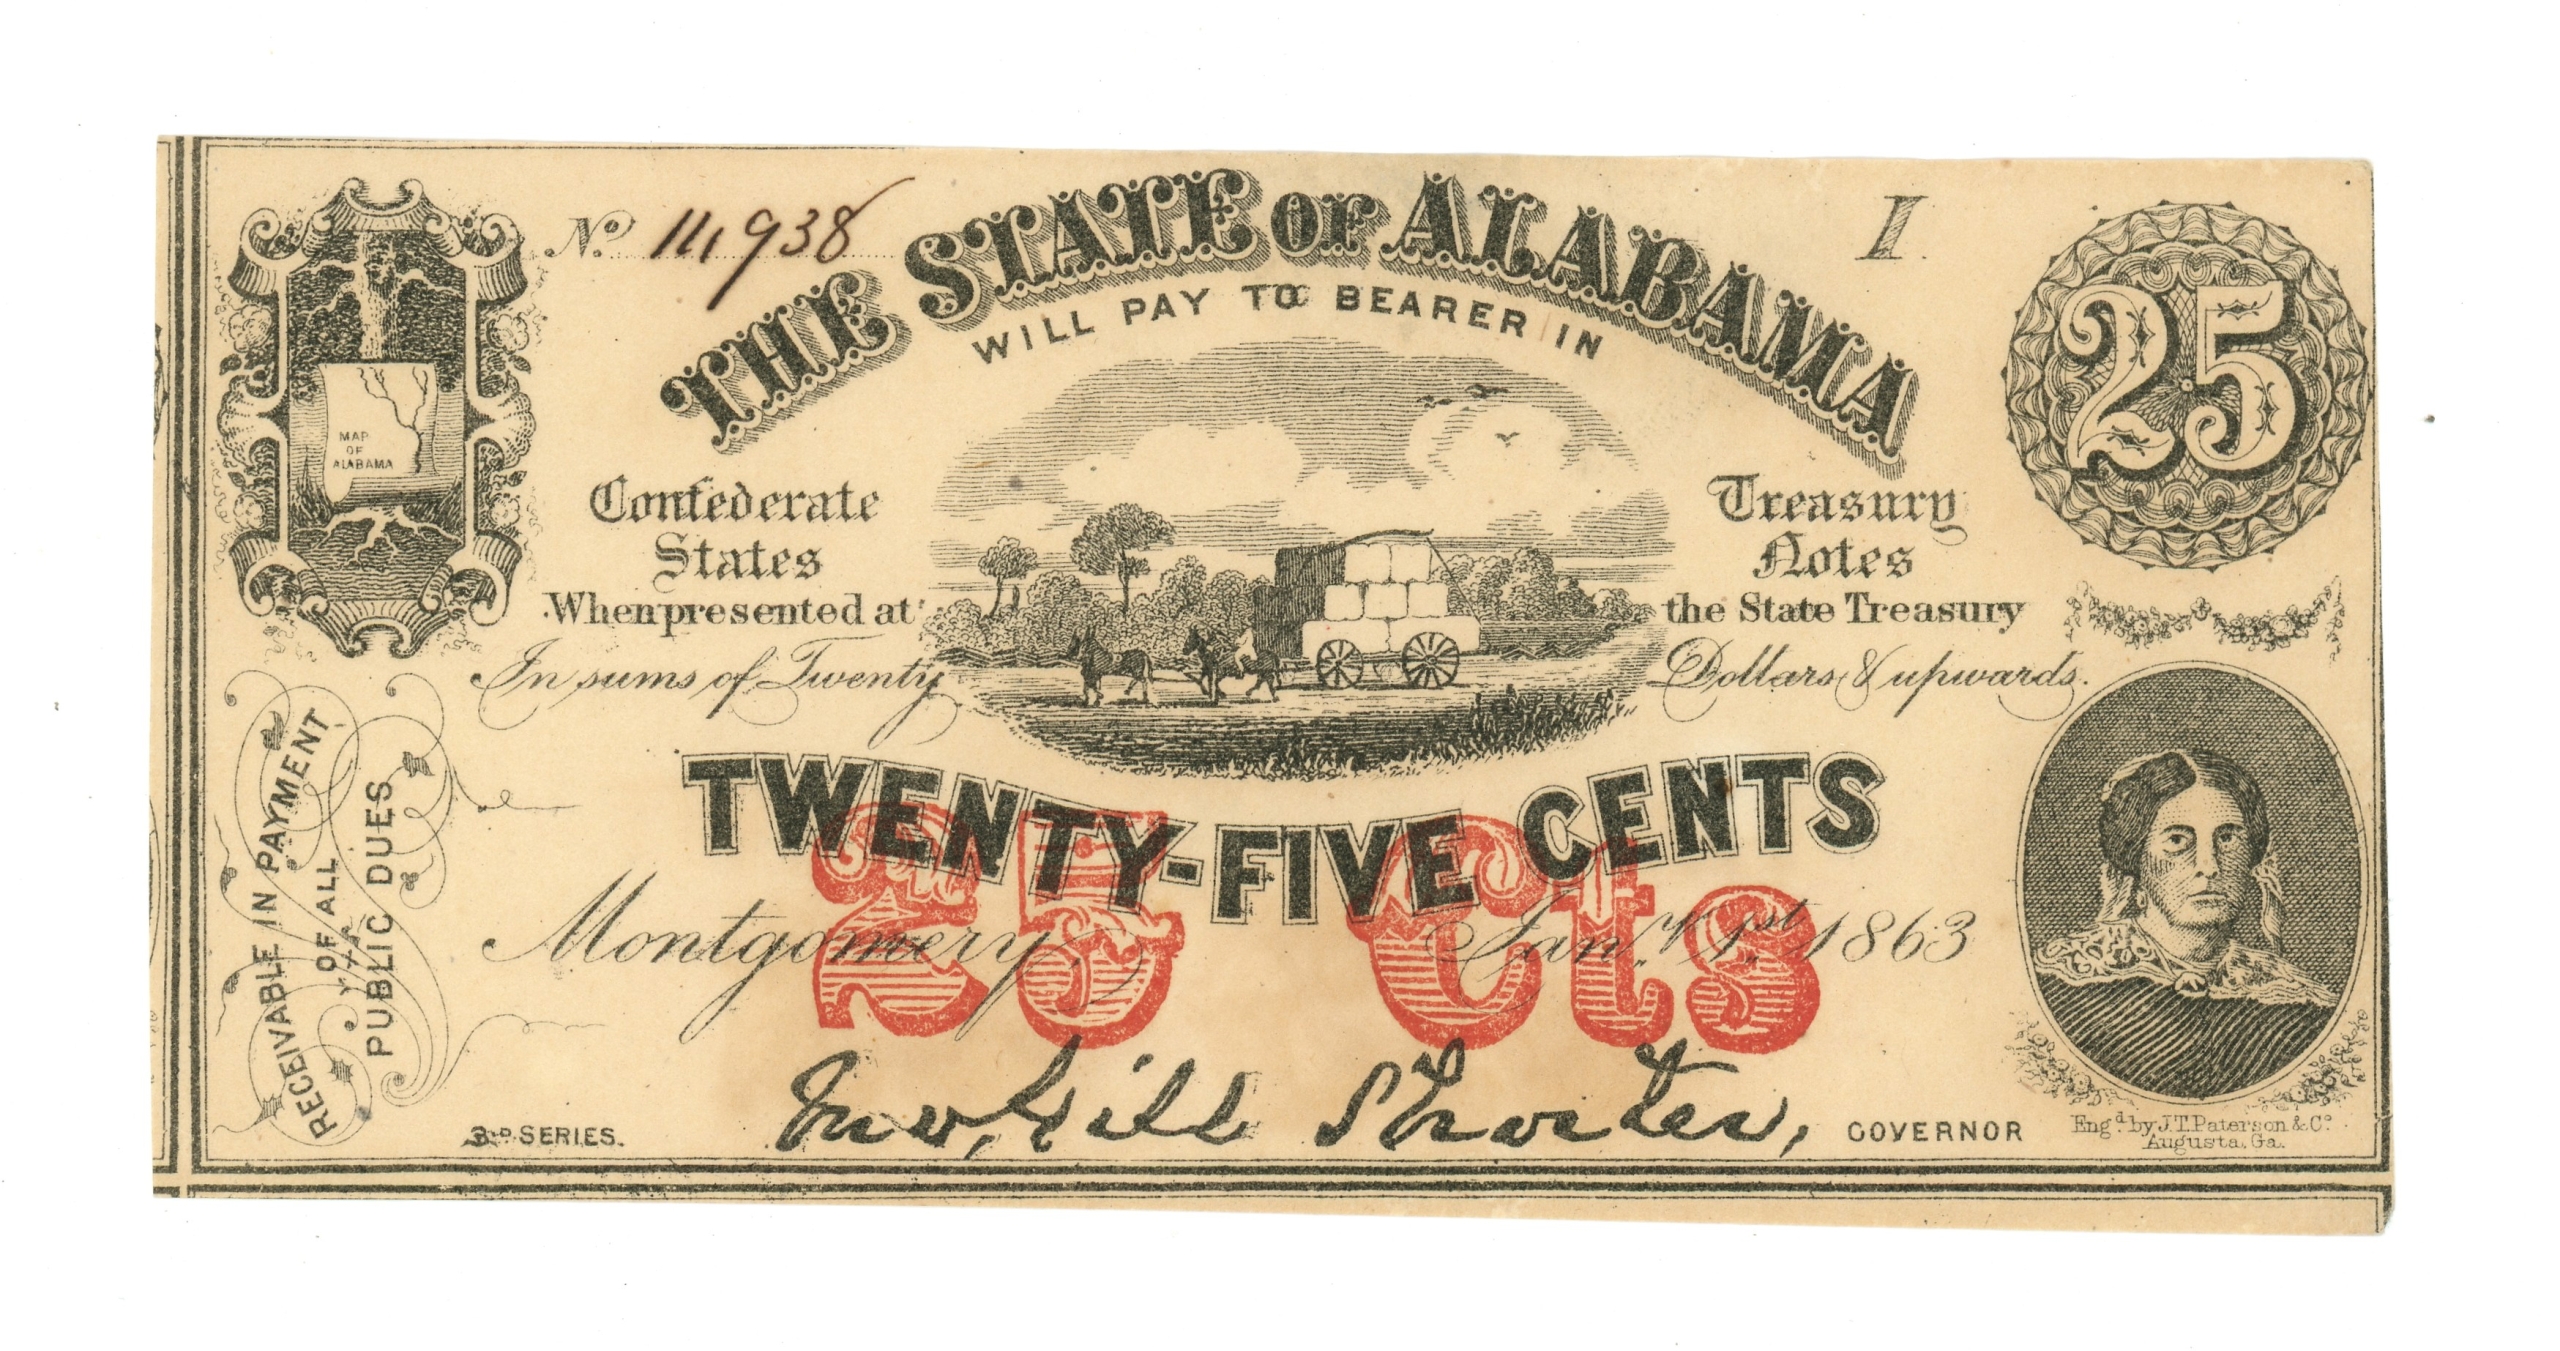 No. 14,938
I
THE STATE OF ALABAMA
WILL PAY TO BEARER IN
25
MAP
OF
ALABAMA
Confederate States
Treasury Notes
When presented at the State Treasury
In sums of Twenty Dollars & upwards.
TWENTY-FIVE CENTS
25 Cts
RECEIVABLE IN PAYMENT
OF ALL
PUBLIC DUES
Montgomery, Jan.y 1st 1863
3RD SERIES.
Jno. Gill Shorter, GOVERNOR
Engd. by J.T. Paterson & Co.
Augusta, Ga.